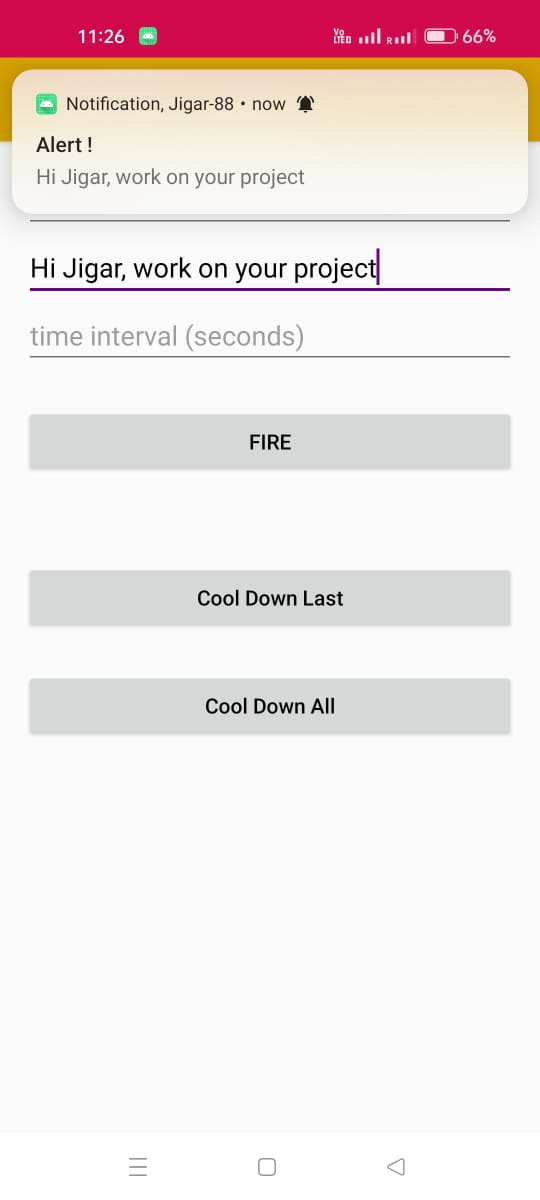 11:26
Vo LTED
R
66%
Notification, Jigar-88 • now
Alert !
Hi Jigar, work on your project
Hi Jigar, work on your project
time interval (seconds)
FIRE
Cool Down Last
Cool Down All